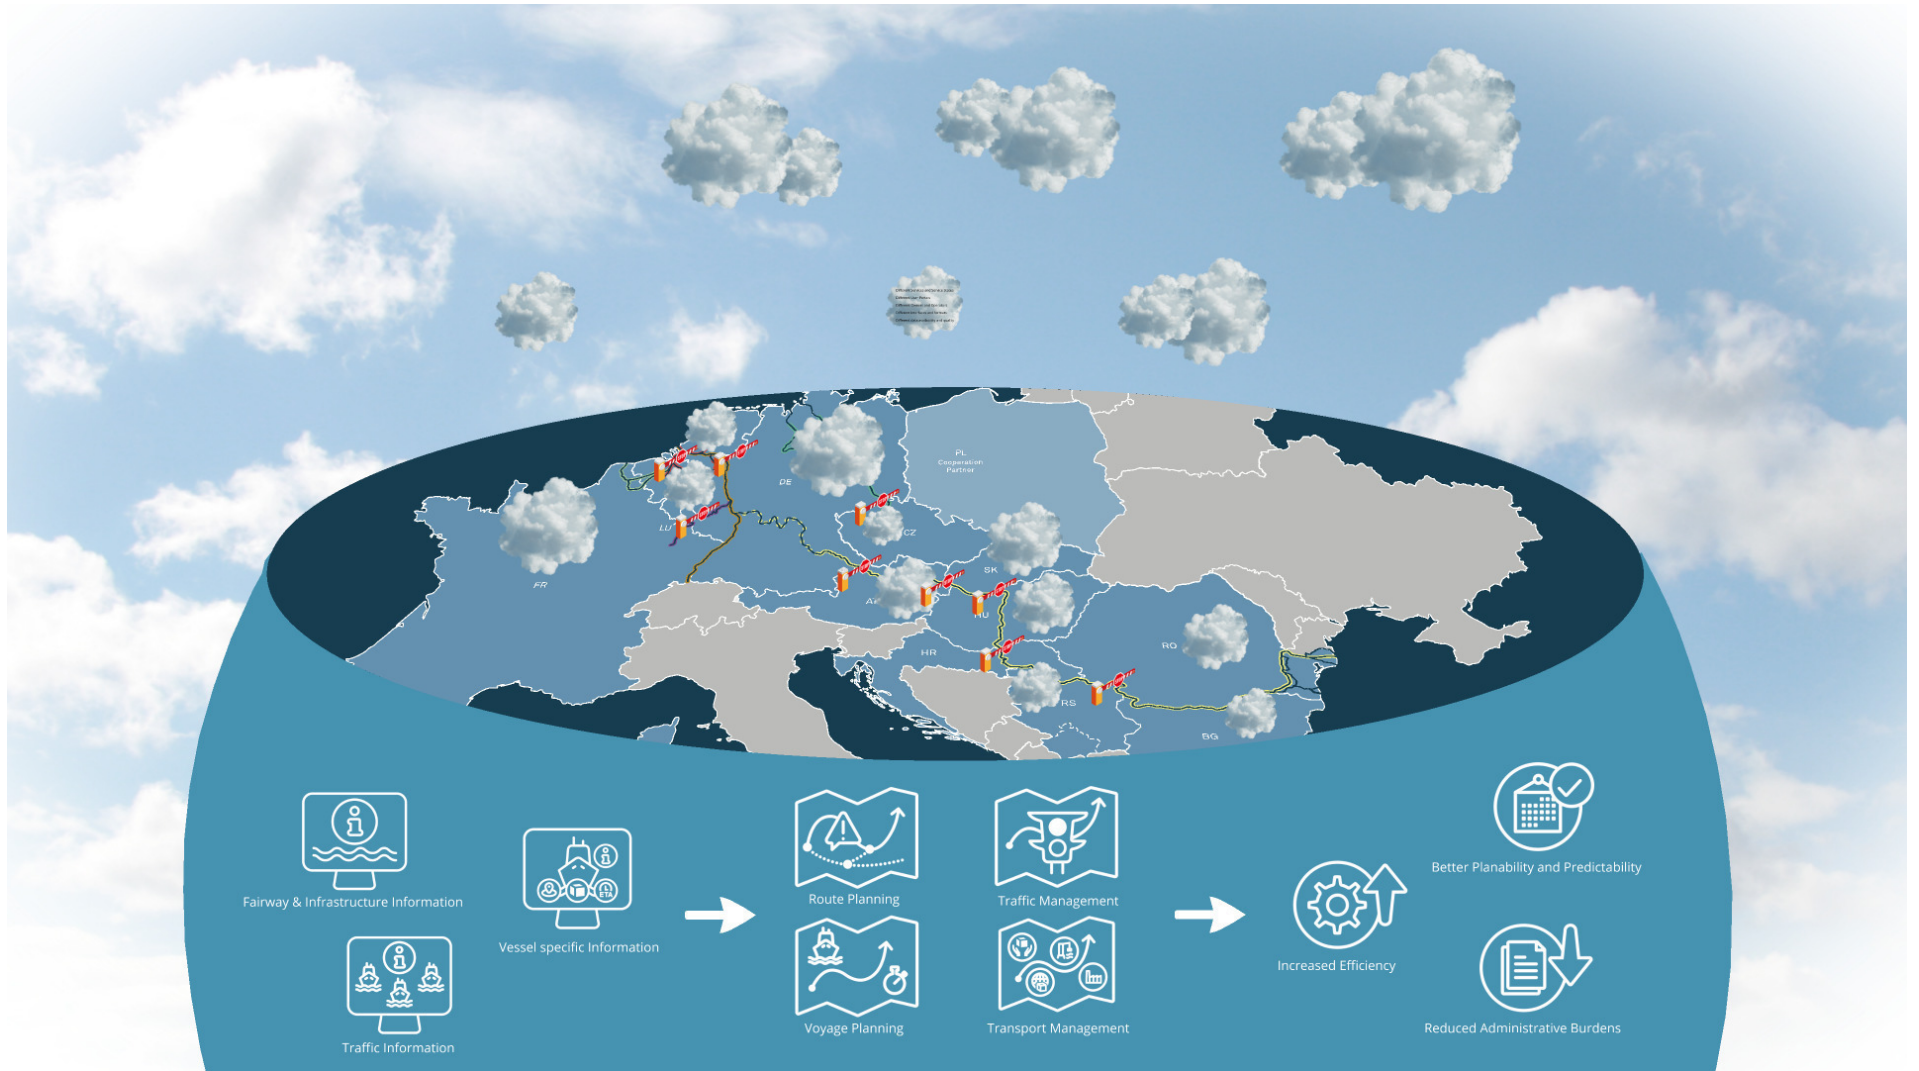 PL
Cooperation
Partner
DE
LU
CZ
FR
SK
HU
HR
RO
RS
BG
Fairway & Infrastructure Information
Vessel specific Information
ETA
Traffic Information
Route Planning
Traffic Management
Voyage Planning
Transport Management
Better Planability and Predictability
Increased Efficiency
Reduced Administrative Burdens